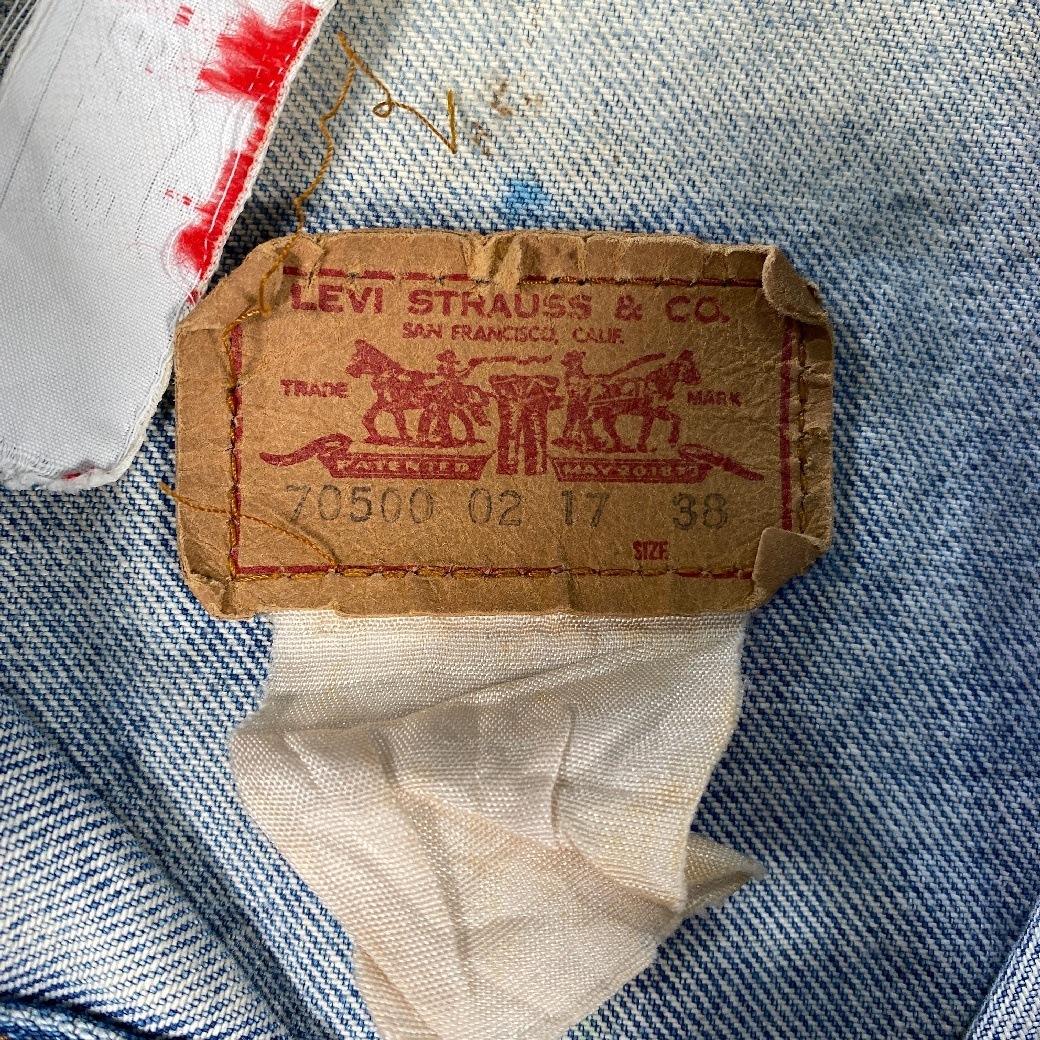 LEVI STRAUSS & CO.
SAN FRANCISCO, CALIF.
TRADE MARK
PATENTED MAY 20 1873
70500 02 17 38
SIZE